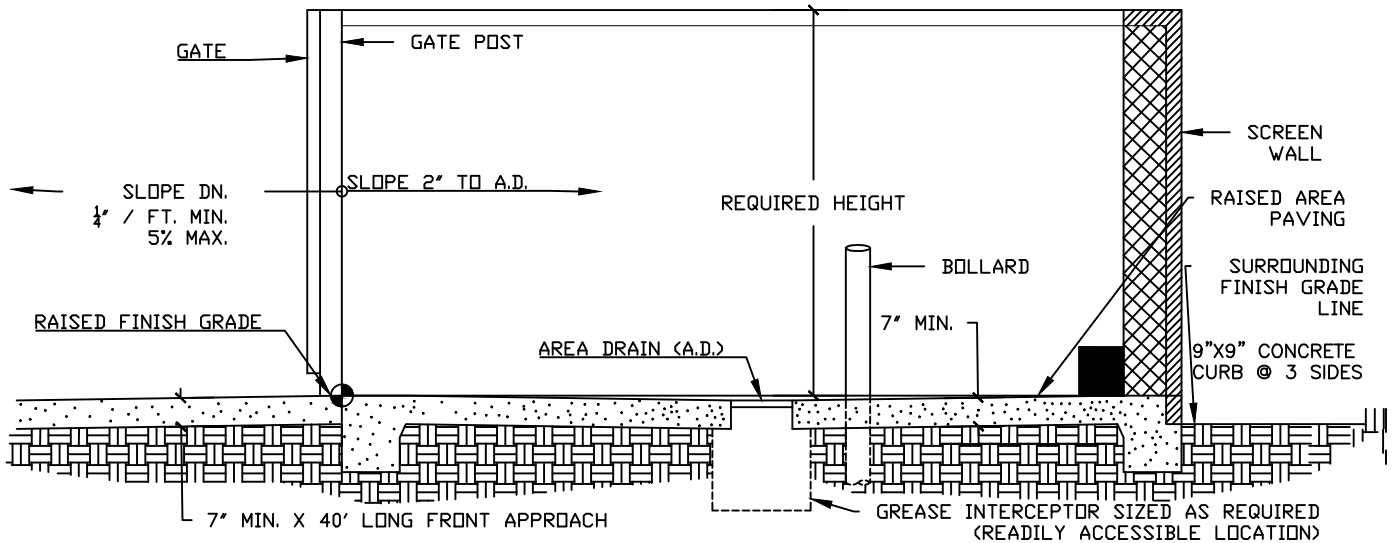 GATE POST
GATE
SCREEN
WALL
SLOPE DN.
¼" / FT. MIN.
5% MAX.
SLOPE 2" TO A.D.
REQUIRED HEIGHT
RAISED AREA
PAVING
BOLLARD
SURROUNDING
FINISH GRADE
LINE
RAISED FINISH GRADE
7" MIN.
AREA DRAIN (A.D.)
9"X9" CONCRETE
CURB @ 3 SIDES
7" MIN. X 40' LONG FRONT APPROACH
GREASE INTERCEPTOR SIZED AS REQUIRED
(READILY ACCESSIBLE LOCATION)